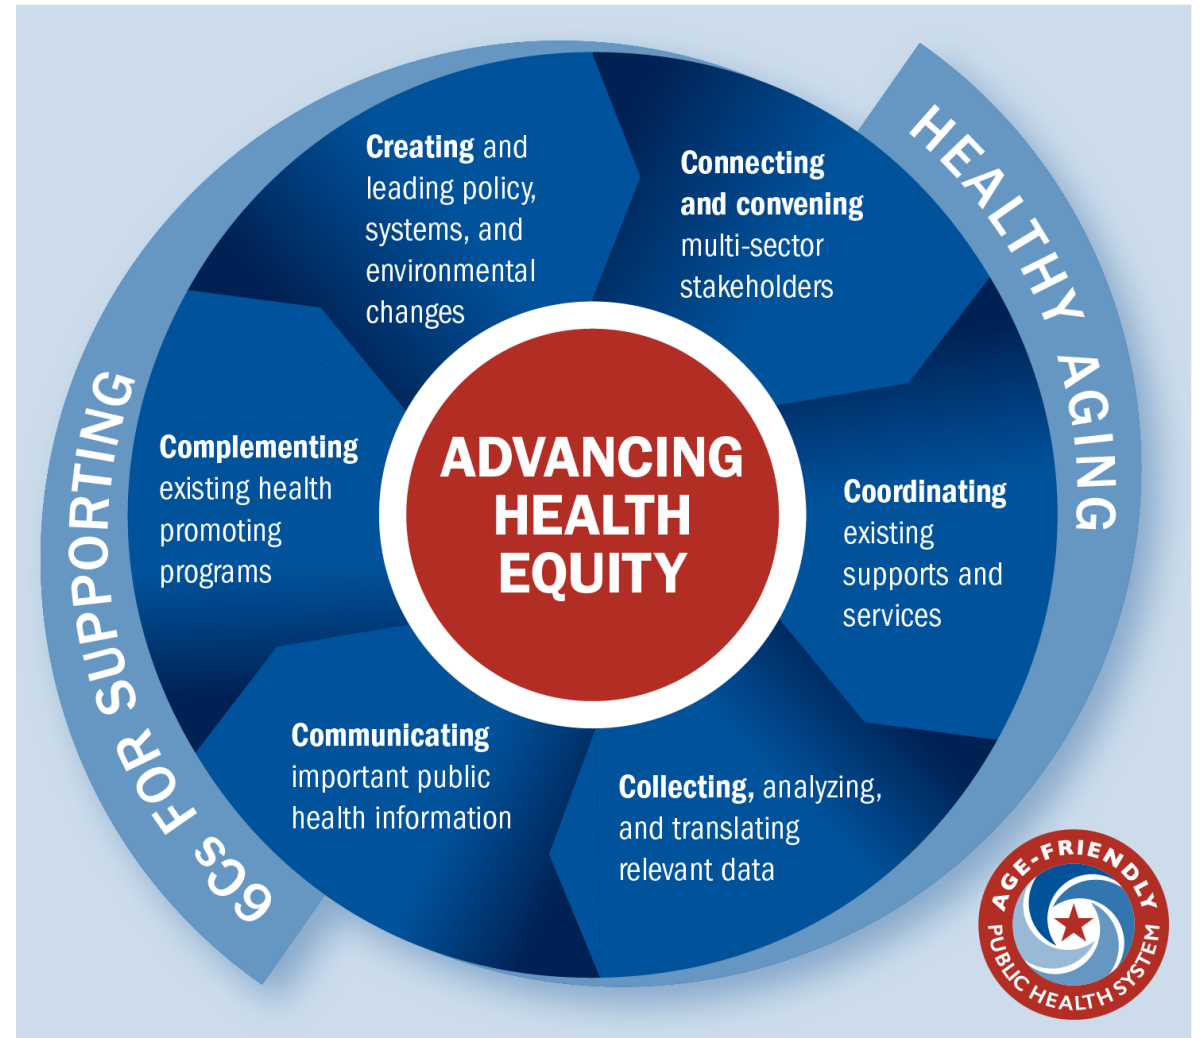 6Cs FOR SUPPORTING
HEALTHY AGING
Creating and
leading policy,
systems, and
environmental
changes
Connecting
and convening
multi-sector
stakeholders
Coordinating
existing
supports and
services
Collecting, analyzing,
and translating
relevant data
Communicating
important public
health information
Complementing
existing health
promoting
programs
ADVANCING
HEALTH
EQUITY
AGE-FRIENDLY
PUBLIC HEALTH SYSTEM